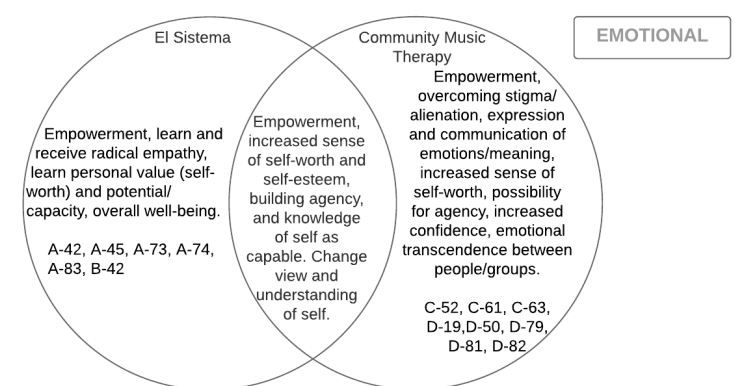 El Sistema
Empowerment, learn and
receive radical empathy,
learn personal value (self-
worth) and potential/
capacity, overall well-being.
A-42, A-45, A-73, A-74,
A-83, B-42
Empowerment,
increased sense
of self-worth and
self-esteem,
building agency,
and knowledge
of self as
capable. Change
view and
understanding
of self.
Community Music
Therapy
Empowerment,
overcoming stigma/
alienation, expression
and communication of
emotions/meaning,
increased sense of
self-worth, possibility
for agency, increased
confidence, emotional
transcendence between
people/groups.
C-52, C-61, C-63,
D-19,D-50, D-79,
D-81, D-82
EMOTIONAL